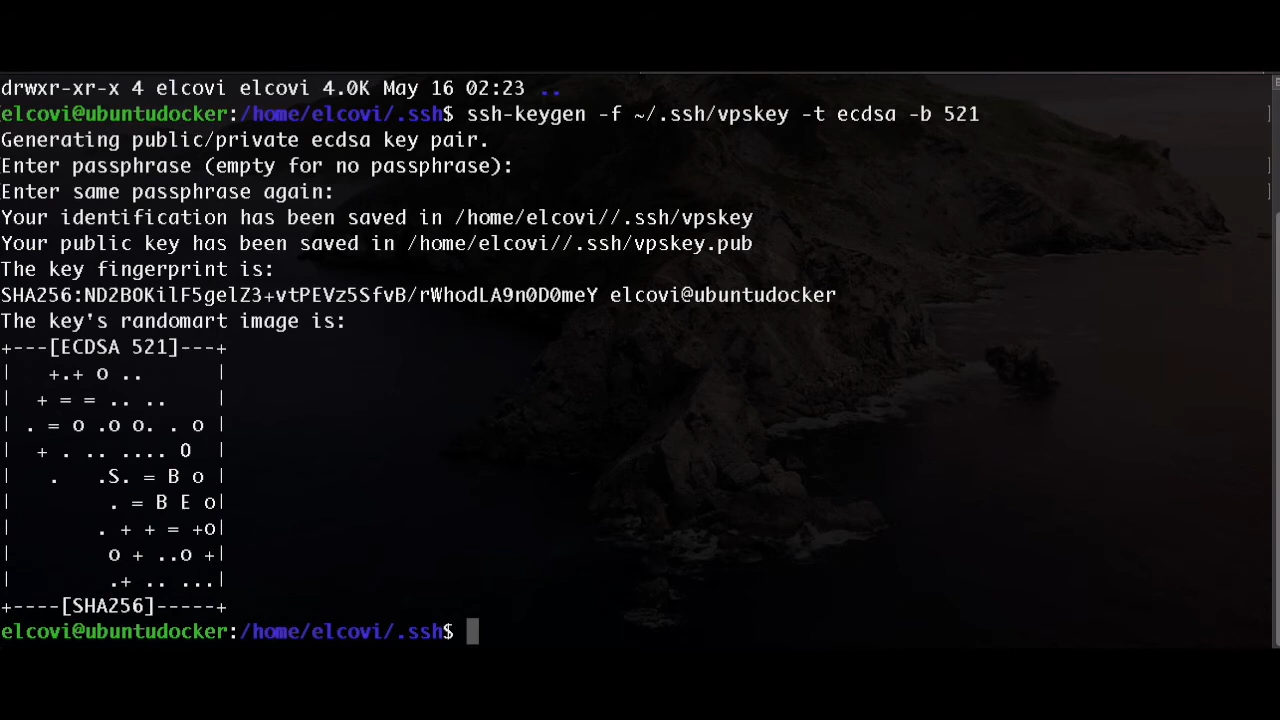 drwxr-xr-x 4 elcovi elcovi 4.0K May 16 02:23 ..
elcovi@ubuntudocker:/home/elcovi/.ssh$ ssh-keygen -f ~/.ssh/vpskey -t ecdsa -b 521
Generating public/private ecdsa key pair.
Enter passphrase (empty for no passphrase):
Enter same passphrase again:
Your identification has been saved in /home/elcovi//.ssh/vpskey
Your public key has been saved in /home/elcovi//.ssh/vpskey.pub
The key fingerprint is:
SHA256:ND2BOKilF5gelZ3+vtPEVz5SfvB/rWhodLA9n0D0meY elcovi@ubuntudocker
The key's randomart image is:
+---[ECDSA 521]---+
|   +.+ o ..      |
|  + = = .. ..    |
| . = o .o o. . o |
|  + . .. .... O  |
|   .   .S. = B o |
|        . = B E o|
|       . + + = +o|
|        o + ..o +|
|        .+ .. ...|
+----[SHA256]-----+
elcovi@ubuntudocker:/home/elcovi/.ssh$